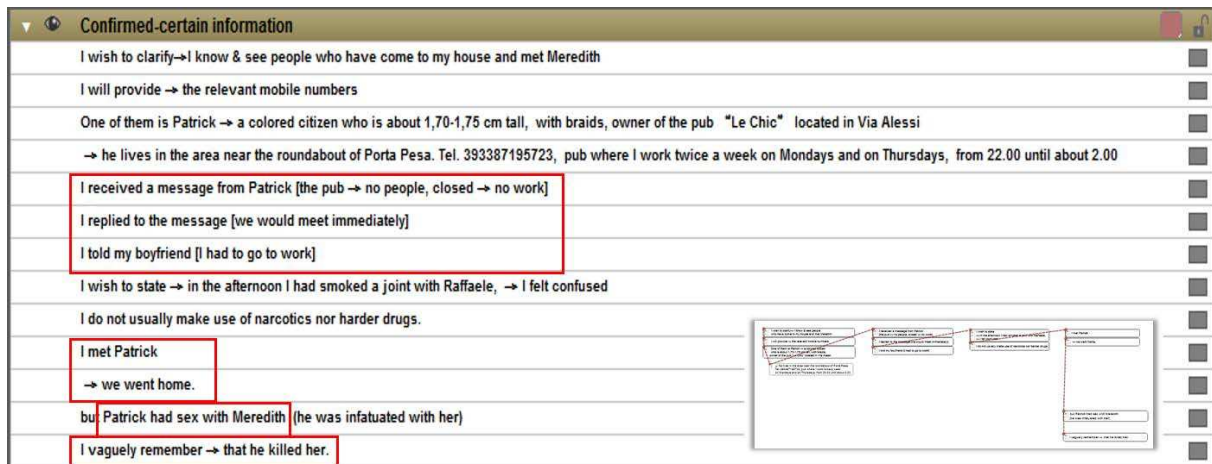 Confirmed-certain information
I wish to clarify→I know & see people who have come to my house and met Meredith
I will provide → the relevant mobile numbers
One of them is Patrick → a colored citizen who is about 1,70-1,75 cm tall, with braids, owner of the pub “Le Chic” located in Via Alessi
→ he lives in the area near the roundabout of Porta Pesa. Tel. 393387195723, pub where I work twice a week on Mondays and on Thursdays, from 22.00 until about 2.00
I received a message from Patrick [the pub → no people, closed → no work]
I replied to the message [we would meet immediately]
I told my boyfriend [I had to go to work]
I wish to state → in the afternoon I had smoked a joint with Raffaele, → I felt confused
I do not usually make use of narcotics nor harder drugs.
I met Patrick
→ we went home.
but Patrick had sex with Meredith (he was infatuated with her)
I vaguely remember → that he killed her.